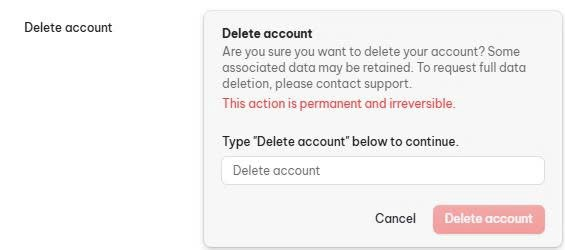 Delete account
Delete account
Are you sure you want to delete your account? Some
associated data may be retained. To request full data
deletion, please contact support.
This action is permanent and irreversible.
Type "Delete account" below to continue.
Delete account
Cancel
Delete account